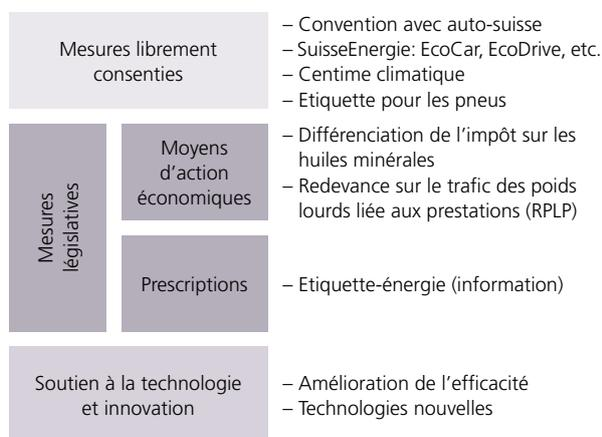 Mesures librement
consenties
– Convention avec auto-suisse
– SuisseEnergie: EcoCar, EcoDrive, etc.
– Centime climatique
– Etiquette pour les pneus
Mesures
législatives
Moyens
d’action
économiques
– Différenciation de l’impôt sur les
huiles minérales
– Redevance sur le trafic des poids
lourds liée aux prestations (RPLP)
Prescriptions
– Etiquette-énergie (information)
Soutien à la technologie
et innovation
– Amélioration de l’efficacité
– Technologies nouvelles